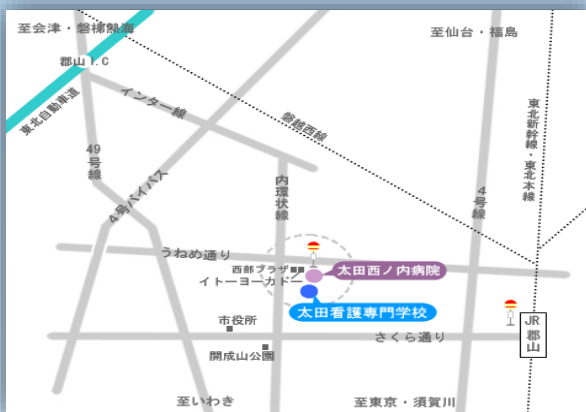 至会津・磐梯熱海
至仙台・福島
郡山 I.C
東北自動車道
インター線
磐越西線
東北新幹線・東北本線
49号線
4号バイパス
内環状線
4号線
うねめ通り
西部プラザ
太田西ノ内病院
イトーヨーカドー
太田看護専門学校
市役所
さくら通り
JR郡山
開成山公園
至いわき
至東京・須賀川